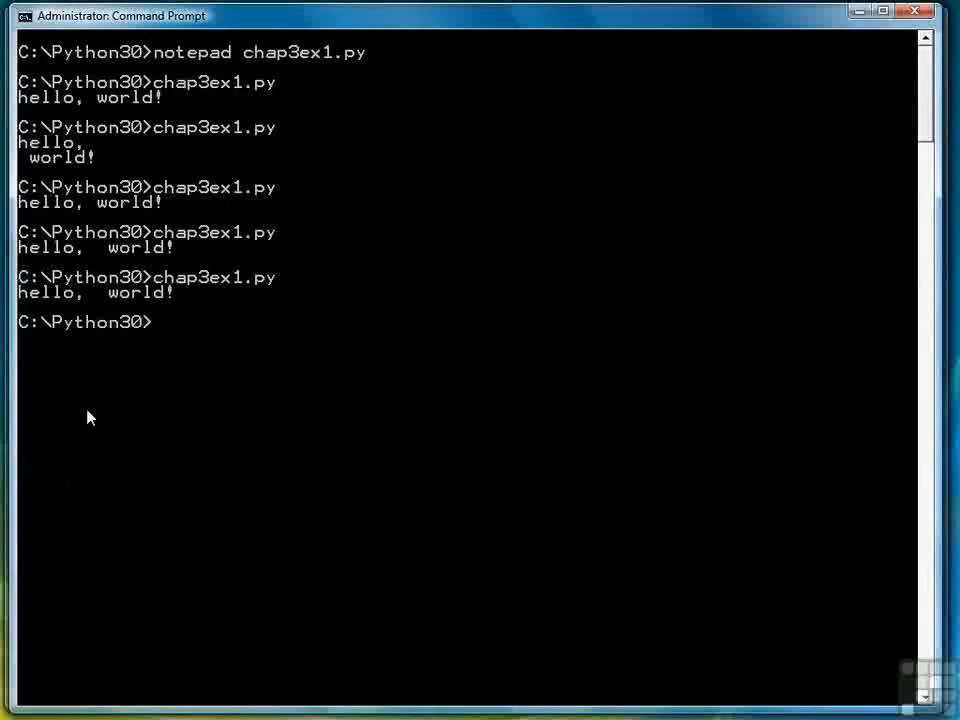 Administrator: Command Prompt
C:\Python30>notepad chap3ex1.py
C:\Python30>chap3ex1.py
hello, world!
C:\Python30>chap3ex1.py
hello,
 world!
C:\Python30>chap3ex1.py
hello, world!
C:\Python30>chap3ex1.py
hello,  world!
C:\Python30>chap3ex1.py
hello,  world!
C:\Python30>